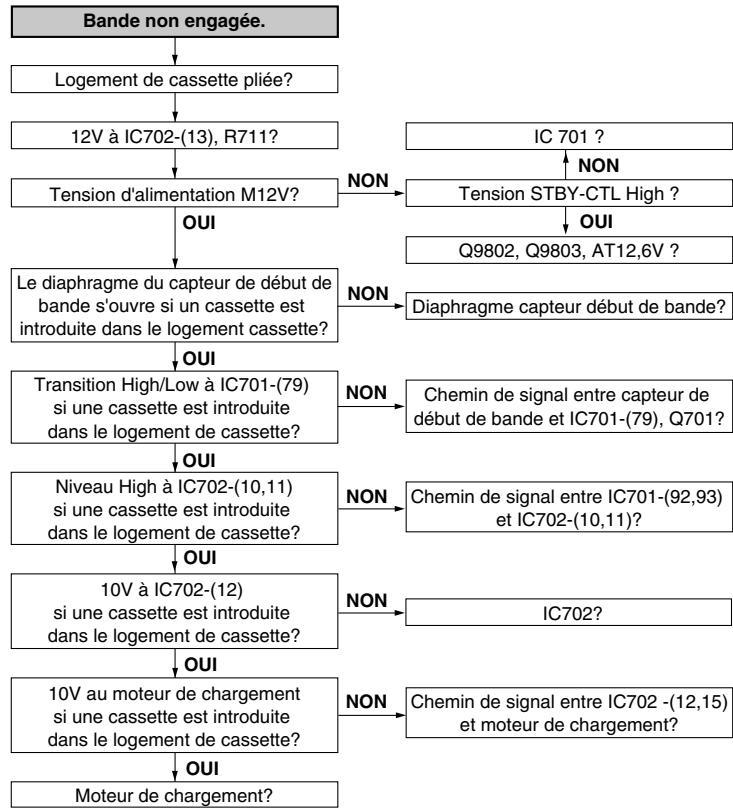 Bande non engagée.
Logement de cassette pliée?
12V à IC702-(13), R711?
IC 701 ?
NON
Tension d'alimentation M12V?
NON
Tension STBY-CTL High ?
OUI
OUI
Q9802, Q9803, AT12,6V ?
Le diaphragme du capteur de début de
bande s'ouvre si un cassette est
introduite dans le logement cassette?
NON
Diaphragme capteur début de bande?
OUI
Transition High/Low à IC701-(79)
si une cassette est introduite
dans le logement de cassette?
NON
Chemin de signal entre capteur de
début de bande et IC701-(79), Q701?
OUI
Niveau High à IC702-(10,11)
si une cassette est introduite
dans le logement de cassette?
NON
Chemin de signal entre IC701-(92,93)
et IC702-(10,11)?
OUI
10V à IC702-(12)
si une cassette est introduite
dans le logement de cassette?
NON
IC702?
OUI
10V au moteur de chargement
si une cassette est introduite
dans le logement de cassette?
NON
Chemin de signal entre IC702 -(12,15)
et moteur de chargement?
OUI
Moteur de chargement?